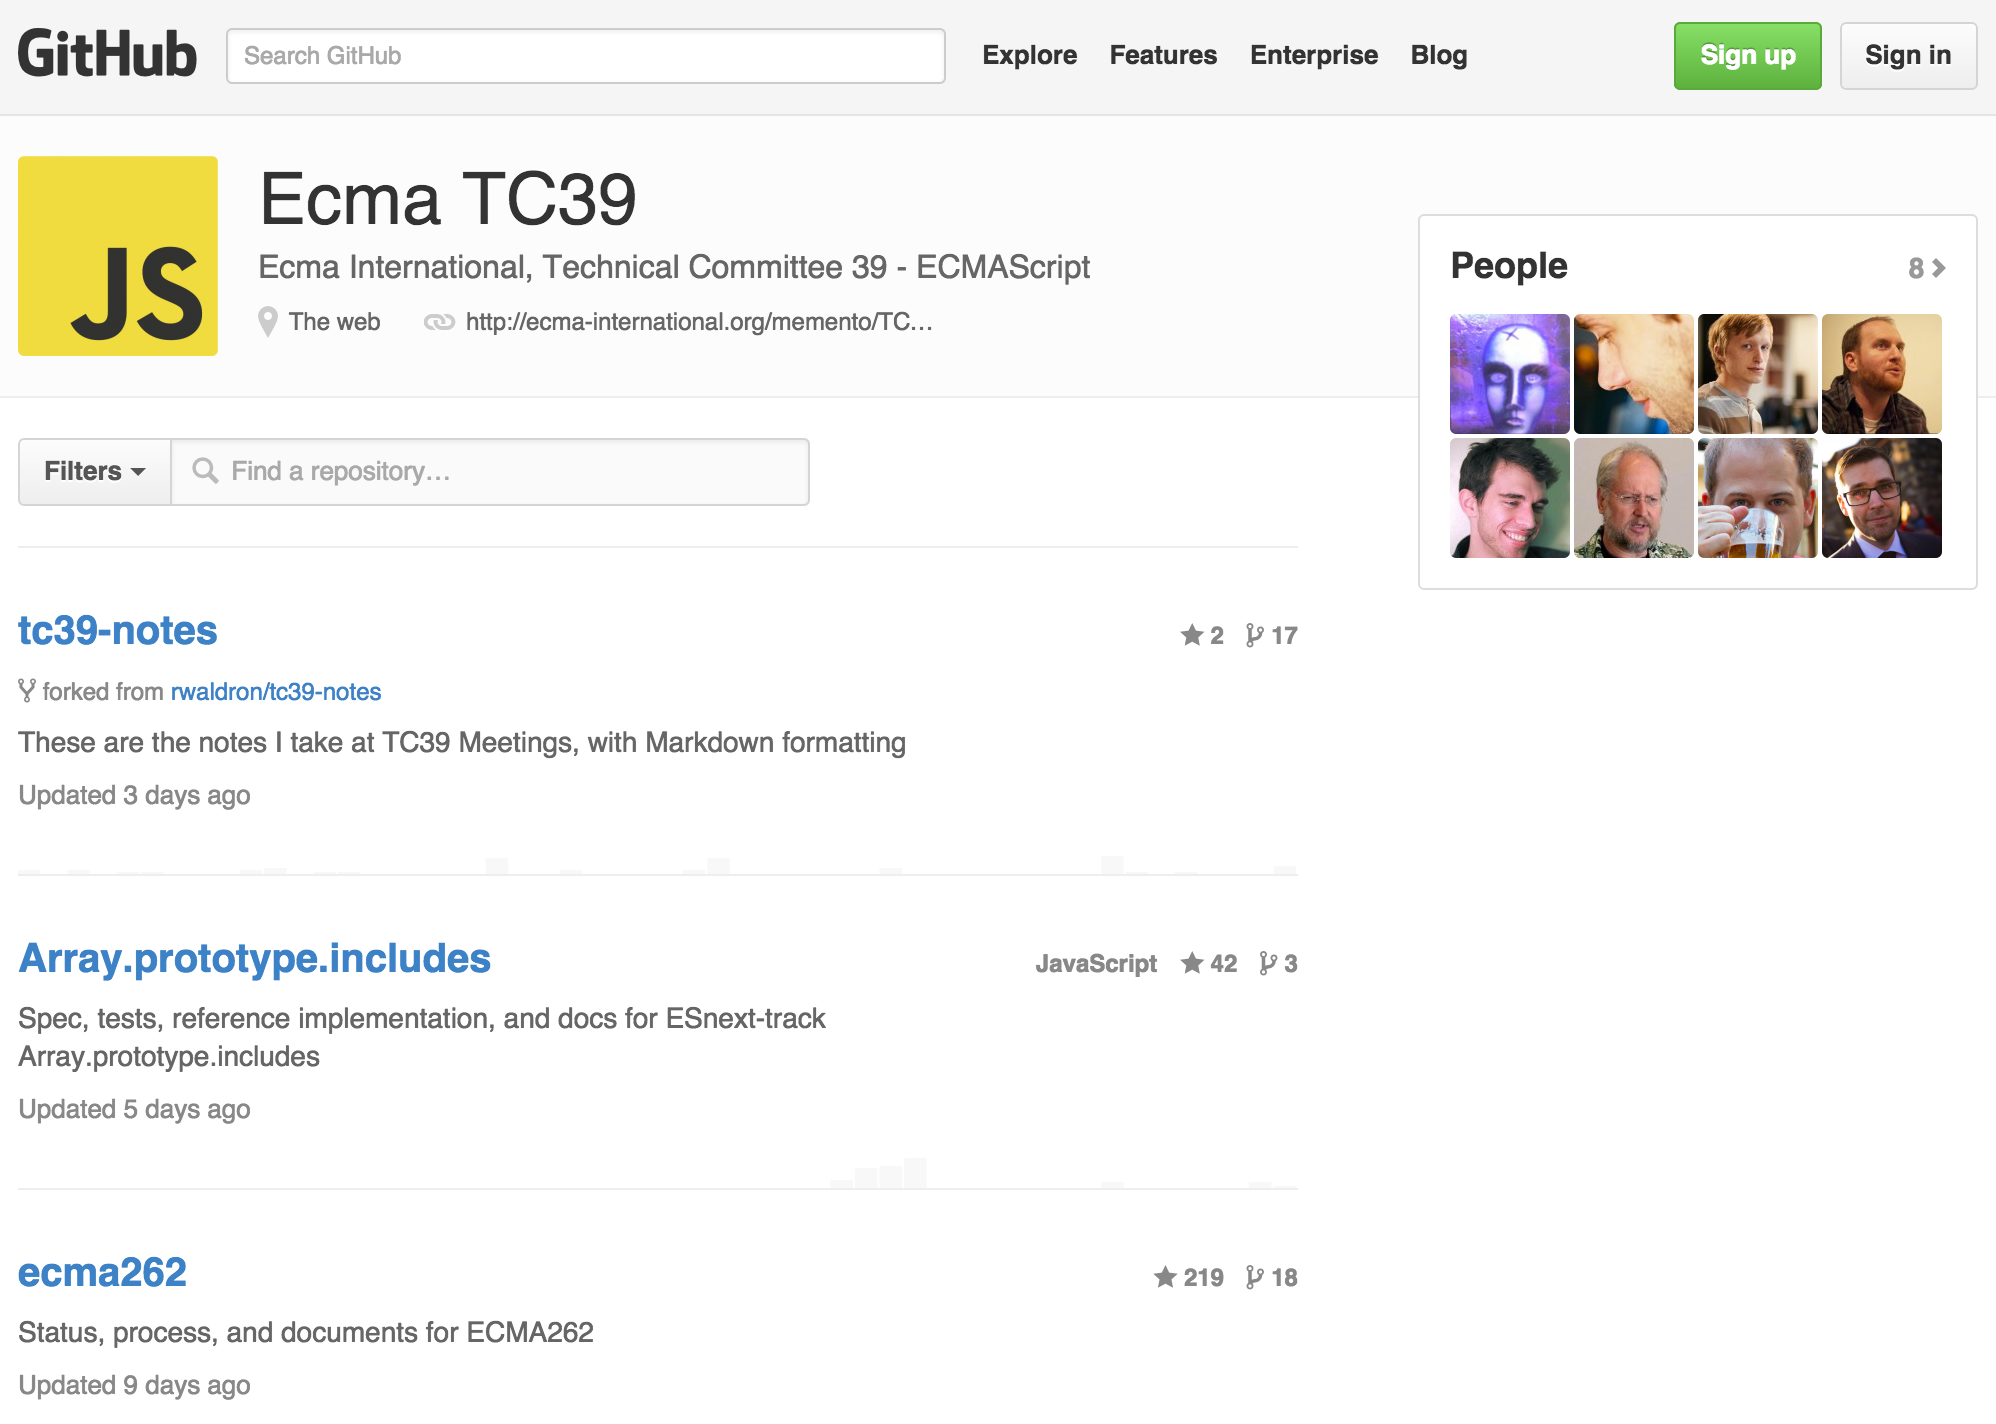 GitHub
Search GitHub
Explore Features Enterprise Blog
Sign up
Sign in
JS
Ecma TC39
Ecma International, Technical Committee 39 - ECMAScript
The web
http://ecma-international.org/memento/TC...
People
8
Filters
Find a repository...
tc39-notes
2 17
forked from rwaldron/tc39-notes
These are the notes I take at TC39 Meetings, with Markdown formatting
Updated 3 days ago
Array.prototype.includes
JavaScript 42 3
Spec, tests, reference implementation, and docs for ESnext-track
Array.prototype.includes
Updated 5 days ago
ecma262
219 18
Status, process, and documents for ECMA262
Updated 9 days ago